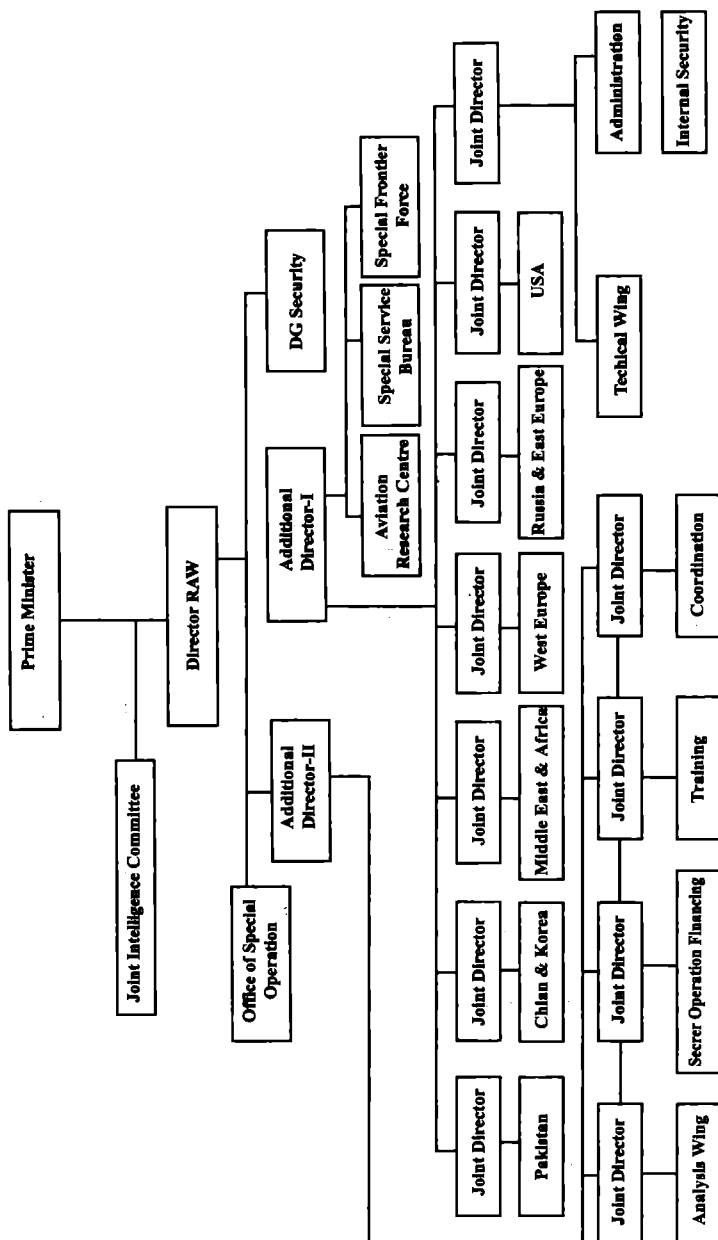 Prime Minister
Joint Intelligence Committee
Director RAW
Office of Special
Operation
Additional
Director-II
Additional
Director-I
DG Security
Aviation
Research Centre
Special Service
Bureau
Special Frontier
Force
Joint Director
Joint Director
Joint Director
Joint Director
Joint Director
Joint Director
Joint Director
Pakistan
Chian & Korea
Middle East & Africa
West Europe
Russia & East Europe
USA
Techical Wing
Administration
Internal Security
Joint Director
Joint Director
Joint Director
Joint Director
Analysis Wing
Secrer Operation Financing
Training
Coordination